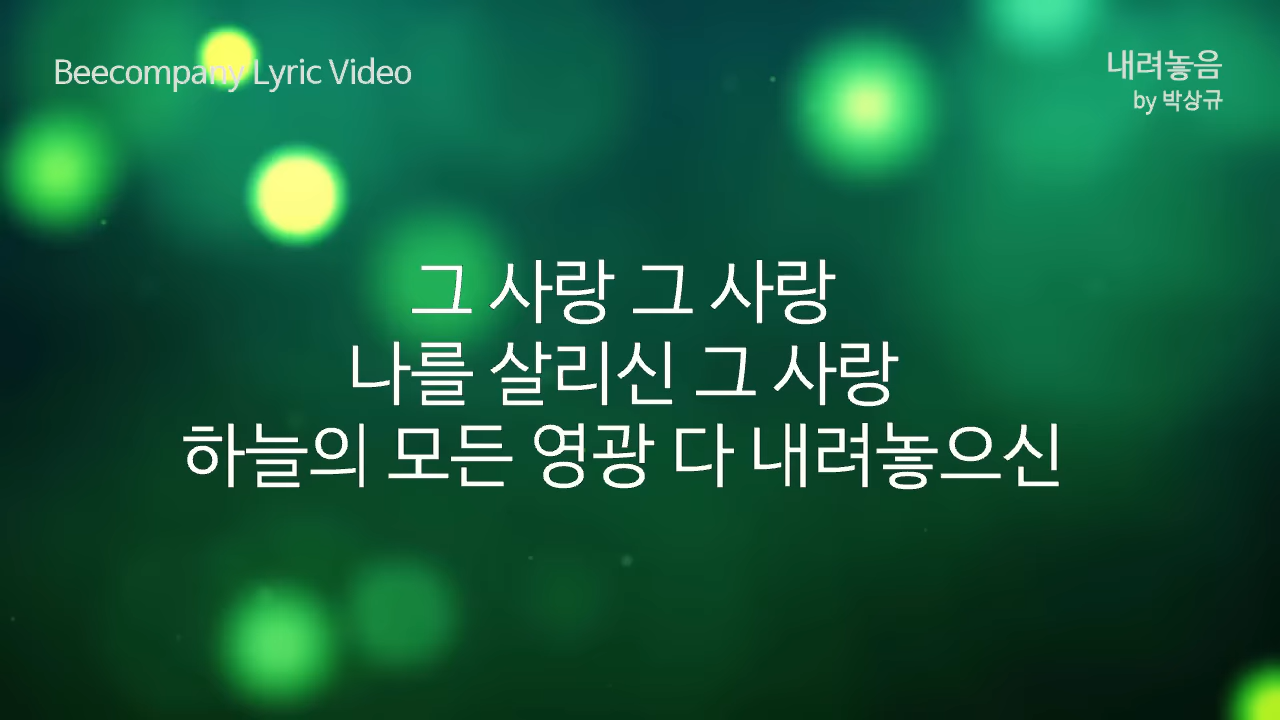 Beecompany Lyric Video
내려놓음
by 박상규
그 사랑 그 사랑
나를 살리신 그 사랑
하늘의 모든 영광 다 내려놓으신